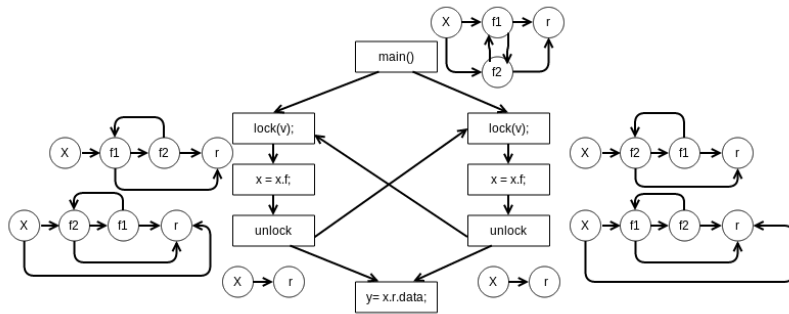 X f1 r
f2
main()
lock(v); lock(v);
X f1 f2 r
X f2 f1 r
x = x.f; x = x.f;
X f2 f1 r
X f1 f2 r
unlock unlock
X r
X r
y= x.r.data;